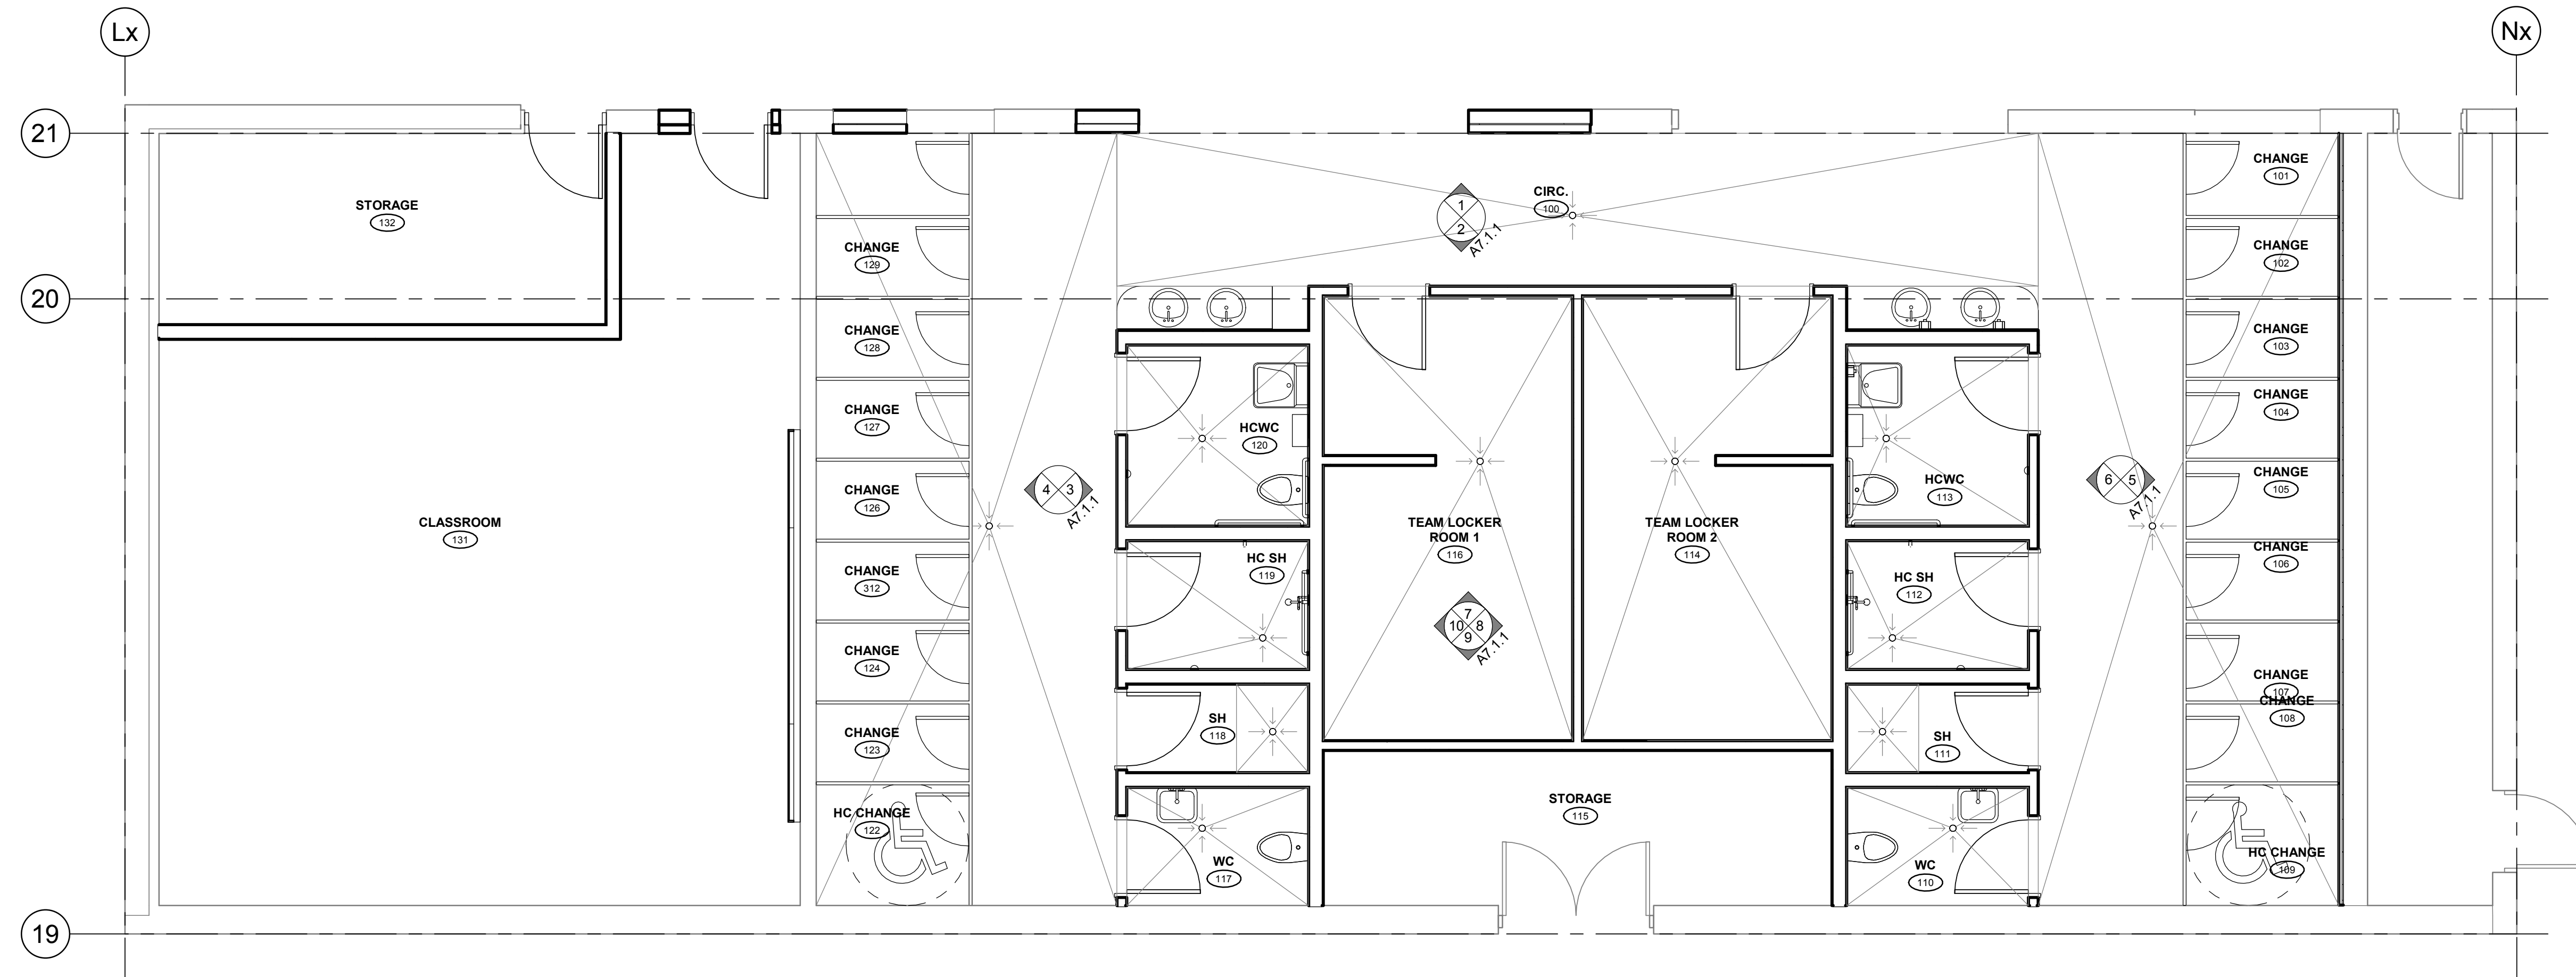 Lx
Nx
21
20
19
STORAGE
132
CLASSROOM
131
CHANGE
129
CHANGE
128
CHANGE
127
CHANGE
126
CHANGE
312
CHANGE
124
CHANGE
123
HC CHANGE
122
4 3
A7.1.1
1
2
A7.1.1
CIRC.
100
HCWC
120
HC SH
119
SH
118
WC
117
TEAM LOCKER
ROOM 1
116
7
10 8
9
A7.1.1
TEAM LOCKER
ROOM 2
114
STORAGE
115
HCWC
113
HC SH
112
SH
111
WC
110
6 5
A7.1.1
CHANGE
101
CHANGE
102
CHANGE
103
CHANGE
104
CHANGE
105
CHANGE
106
CHANGE
107
CHANGE
108
HC CHANGE
109